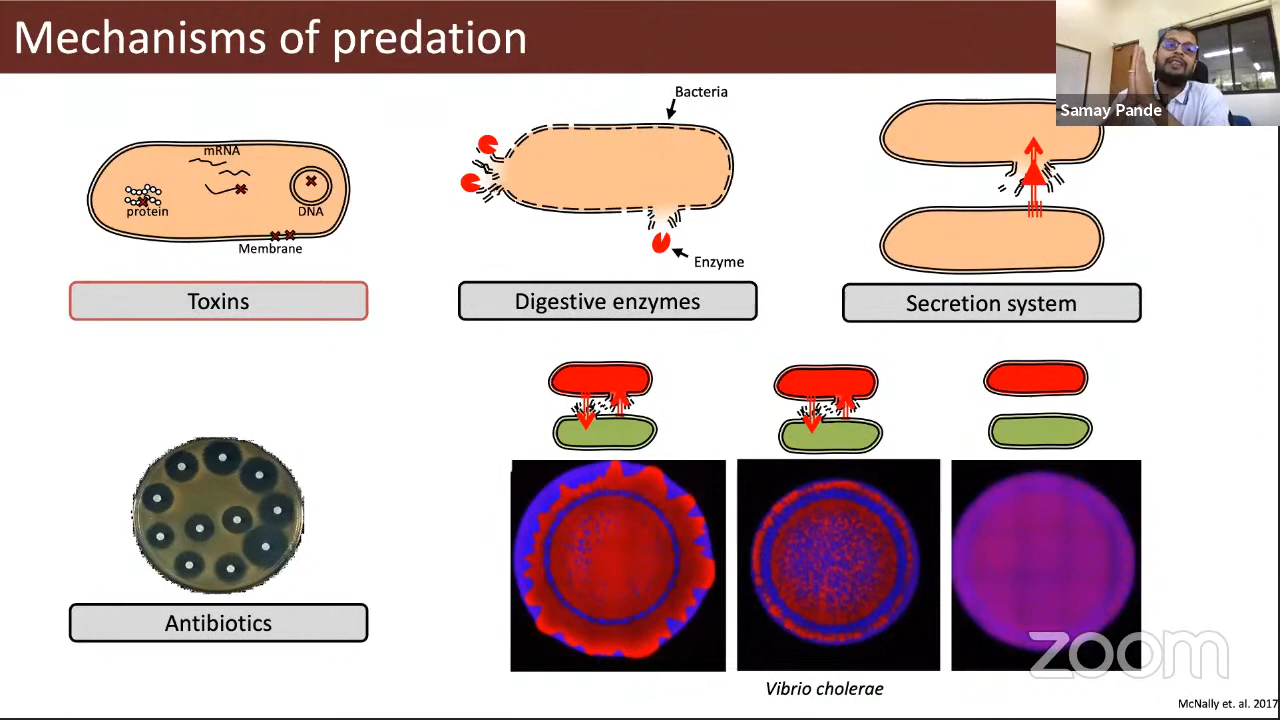 Mechanisms of predation
Samay Pande
mRNA
protein
DNA
Membrane
Toxins
Bacteria
Enzyme
Digestive enzymes
Secretion system
Antibiotics
Vibrio cholerae
zoom
McNally et. al. 2017